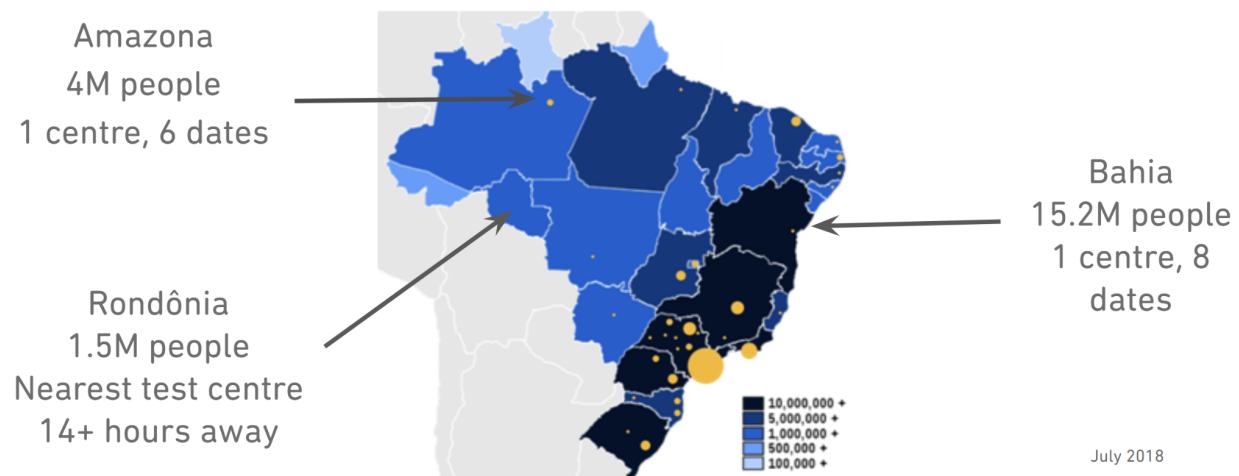 Amazona
4M people
1 centre, 6 dates
Rondônia
1.5M people
Nearest test centre
14+ hours away
Bahia
15.2M people
1 centre, 8
dates
10,000,000 +
5,000,000 +
1,000,000 +
500,000 +
100,000 +
July 2018